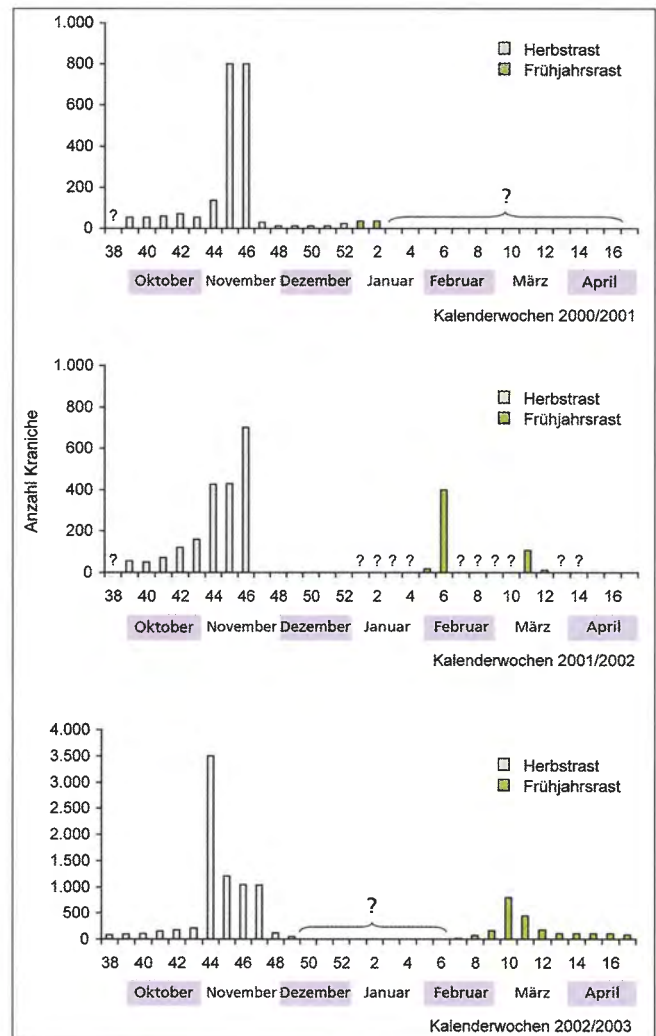 1.000
800
600
400
200
0
Herbstrast
Frühjahrsrast
?
?
38 40 42 44 46 48 50 52 2 4 6 8 10 12 14 16
Oktober November Dezember Januar Februar März April
Kalenderwochen 2000/2001
Anzahl Kraniche
1.000
800
600
400
200
0
Herbstrast
Frühjahrsrast
? ? ? ? ? ? ? ? ? ? ?
38 40 42 44 46 48 50 52 2 4 6 8 10 12 14 16
Oktober November Dezember Januar Februar März April
Kalenderwochen 2001/2002
4.000
3.500
3.000
2.500
2.000
1.500
1.000
500
0
Herbstrast
Frühjahrsrast
?
38 40 42 44 46 48 50 52 2 4 6 8 10 12 14 16
Oktober November Dezember Januar Februar März April
Kalenderwochen 2002/2003